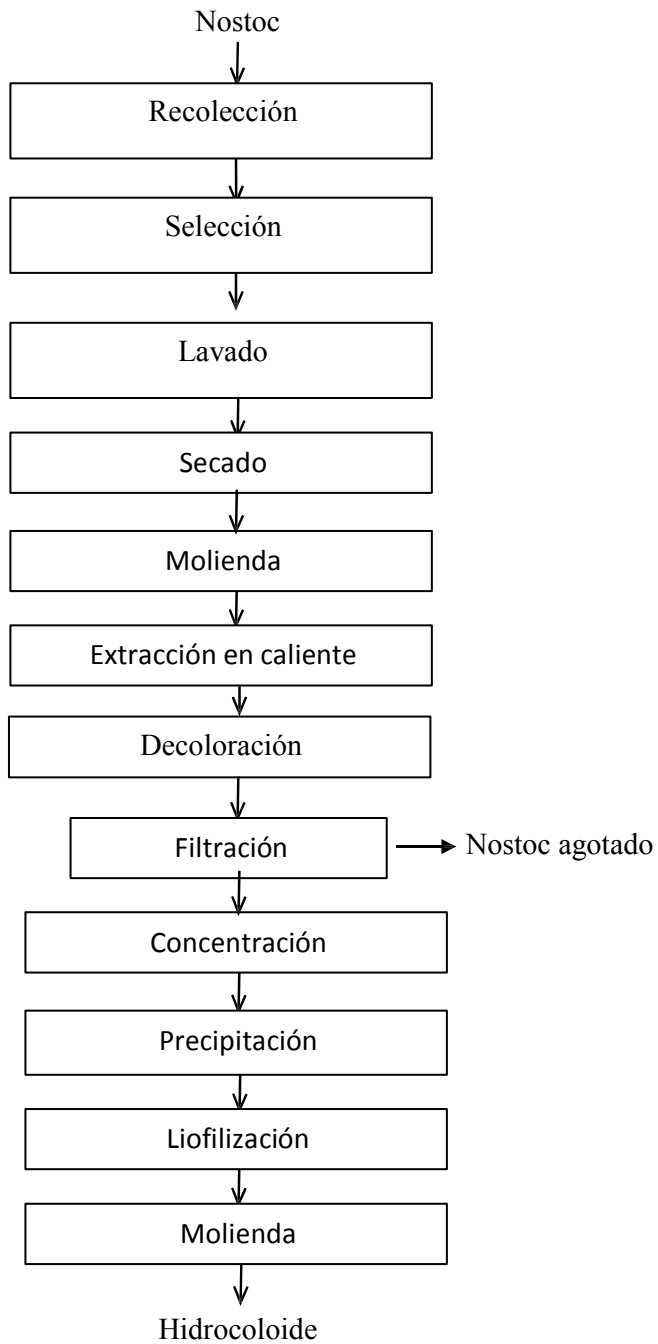 Nostoc
Recolección
Selección
Lavado
Secado
Molienda
Extracción en caliente
Decoloración
Filtración
Nostoc agotado
Concentración
Precipitación
Liofilización
Molienda
Hidrocoloide